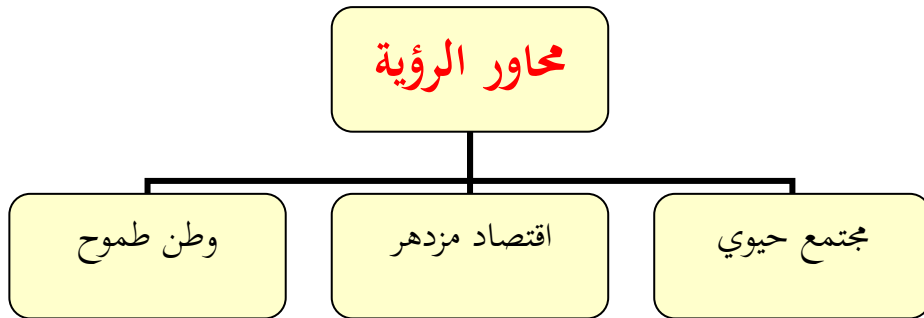 محاور الرؤية
مجتمع حيوي
اقتصاد مزدهر
وطن طموح